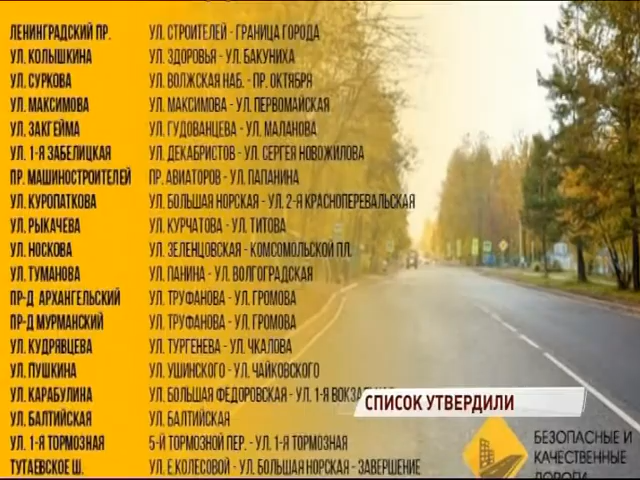 ЛЕНИНГРАДСКИЙ ПР. УЛ. СТРОИТЕЛЕЙ - ГРАНИЦА ГОРОДА
УЛ. КОЛЫШКИНА УЛ. ЗДОРОВЬЯ - УЛ. БАКУНИХА
УЛ. СУРКОВА УЛ. ВОЛЖСКАЯ НАБ. - ПР. ОКТЯБРЯ
УЛ. МАКСИМОВА УЛ. МАКСИМОВА - УЛ. ПЕРВОМАЙСКАЯ
УЛ. ЗАКГЕЙМА УЛ. ГУДОВАНЦЕВА - УЛ. МАЛАНОВА
УЛ. 1-Я ЗАБЕЛИЦКАЯ УЛ. ДЕКАБРИСТОВ - УЛ. СЕРГЕЯ НОВОЖИЛОВА
ПР. МАШИНОСТРОИТЕЛЕЙ ПР. АВИАТОРОВ - УЛ. ПАПАНИНА
УЛ. КУРОПАТКОВА УЛ. БОЛЬШАЯ НОРСКАЯ - УЛ. 2-Я КРАСНОПЕРЕВАЛЬСКАЯ
УЛ. РЫКАЧЕВА УЛ. КУРЧАТОВА - УЛ. ТИТОВА
УЛ. НОСКОВА УЛ. ЗЕЛЕНЦОВСКАЯ - КОМСОМОЛЬСКОЙ ПЛ.
УЛ. ТУМАНОВА УЛ. ПАНИНА - УЛ. ВОЛГОГРАДСКАЯ
ПР-Д АРХАНГЕЛЬСКИЙ УЛ. ТРУФАНОВА - УЛ. ГРОМОВА
ПР-Д МУРМАНСКИЙ УЛ. ТРУФАНОВА - УЛ. ГРОМОВА
УЛ. КУДРЯВЦЕВА УЛ. ТУРГЕНЕВА - УЛ. ЧКАЛОВА
УЛ. ПУШКИНА УЛ. УШИНСКОГО - УЛ. ЧАЙКОВСКОГО
УЛ. КАРАБУЛИНА УЛ. БОЛЬШАЯ ФЁДОРОВСКАЯ - УЛ. 1-Я
СПИСОК УТВЕРДИЛИ
УЛ. БАЛТИЙСКАЯ УЛ. БАЛТИЙСКАЯ
УЛ. 1-Я ТОРМОЗНАЯ 5-Й ТОРМОЗНОЙ ПЕР. - УЛ. 1-Я ТОРМОЗНАЯ
ТУТАЕВСКОЕ Ш. УЛ. Е.КОЛЕСОВОЙ - УЛ. БОЛЬШАЯ НОРСКАЯ - ЗАВЕРШЕНИЕ
БЕЗОПАСНЫЕ И
КАЧЕСТВЕННЫЕ
ДОРОГИ